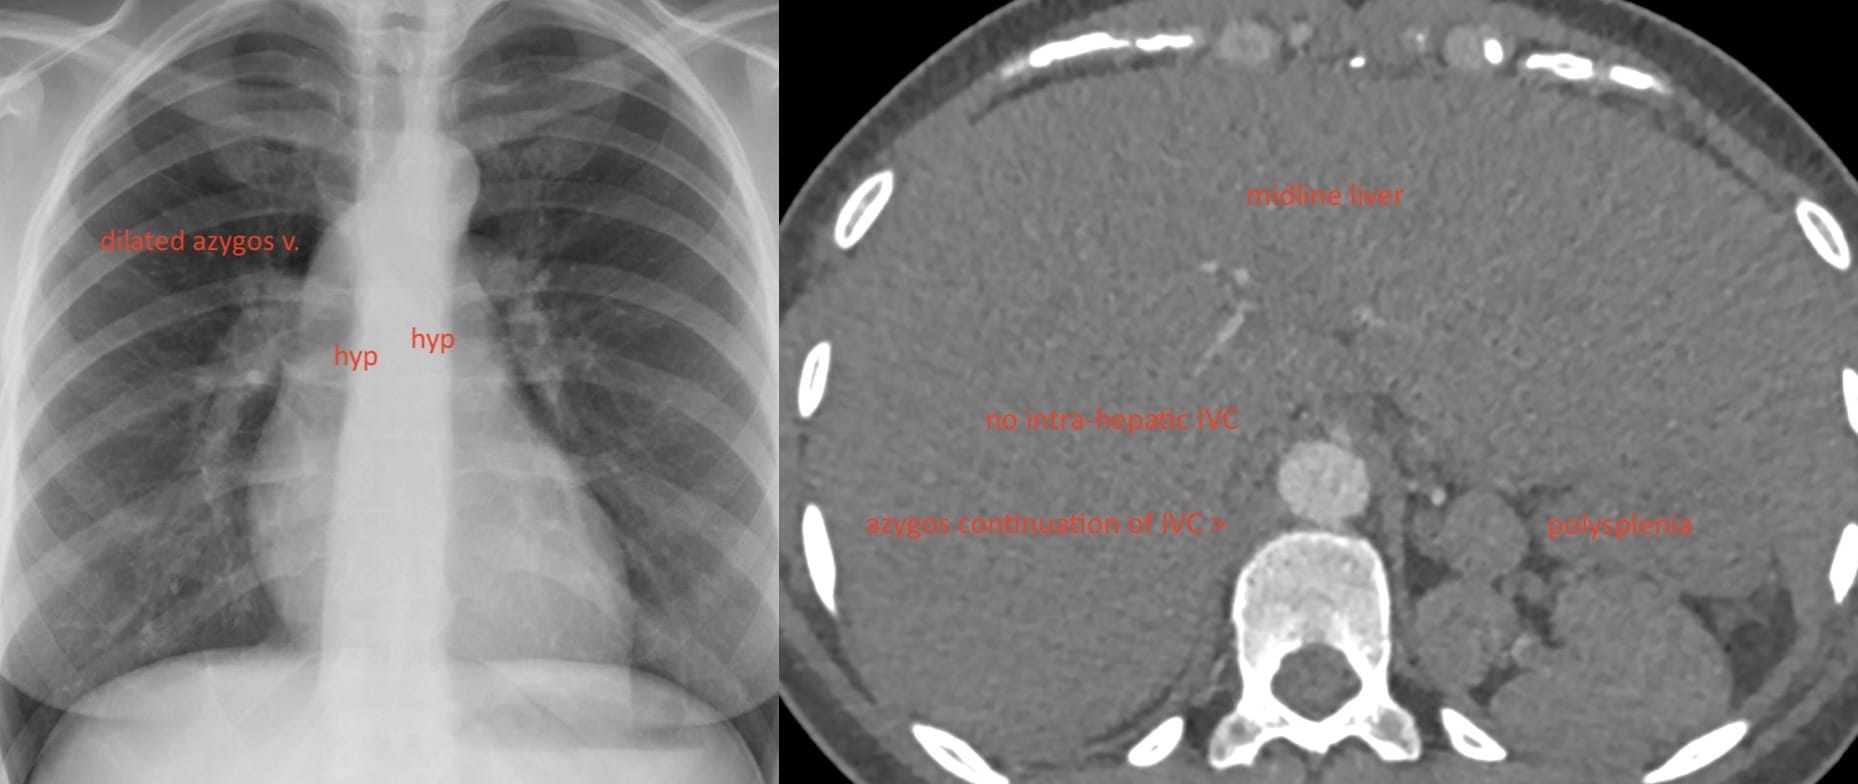 dilated azygos v.
hyp
hyp
midline liver
no intra-hepatic IVC
azygos continuation of IVC >
polysplenia